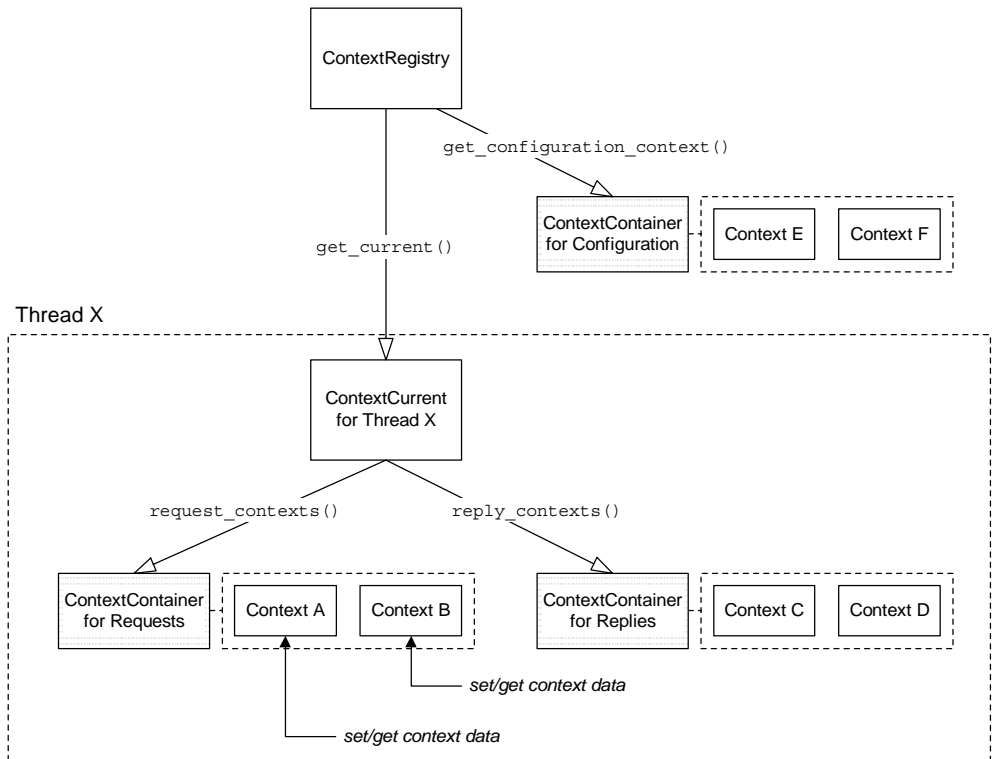 ContextRegistry
get_configuration_context()
ContextContainer
for Configuration
Context E
Context F
get_current()
Thread X
ContextCurrent
for Thread X
request_contexts()
reply_contexts()
ContextContainer
for Requests
Context A
Context B
ContextContainer
for Replies
Context C
Context D
set/get context data
set/get context data